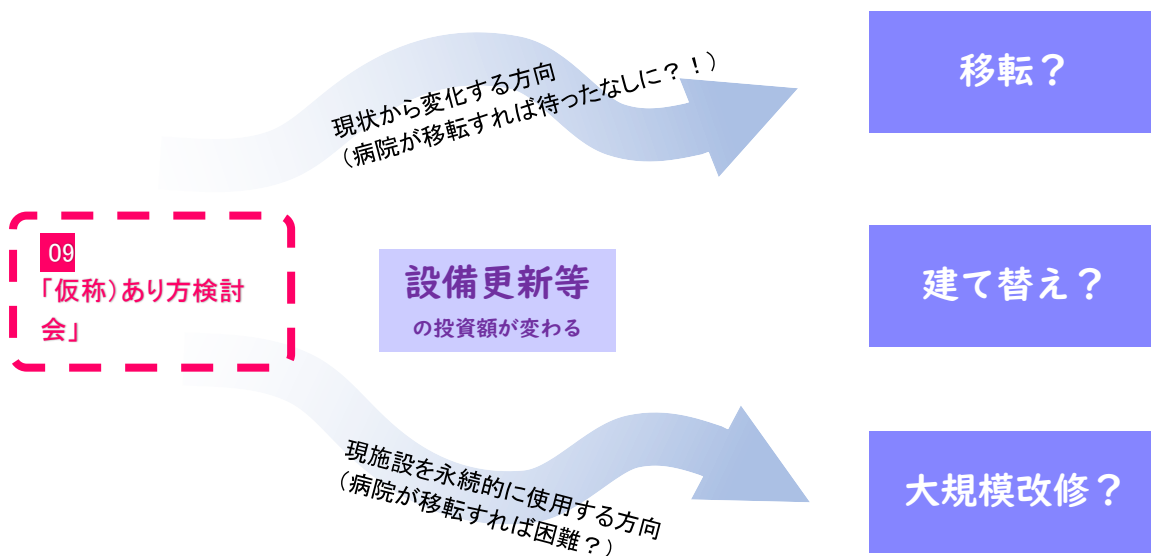 現状から変化する方向
（病院が移転すれば待ったなしに？！）
移転？
09
「仮称）あり方検討
会」
設備更新等
の投資額が変わる
建て替え？
現施設を永続的に使用する方向
（病院が移転すれば困難？）
大規模改修？